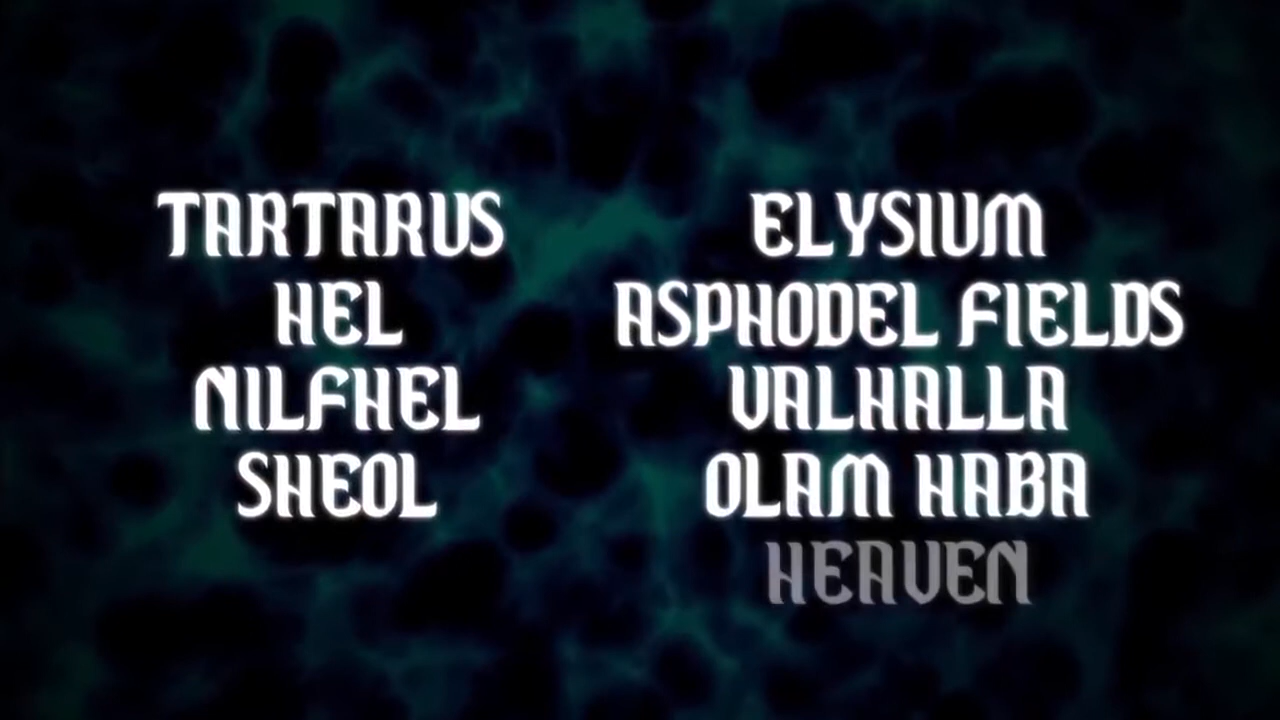 TARTARUS
HEL
NILFHEL
SHEOL
ELYSIUM
ASPHODEL FIELDS
VALHALLA
OLAM HABA
HEAVEN